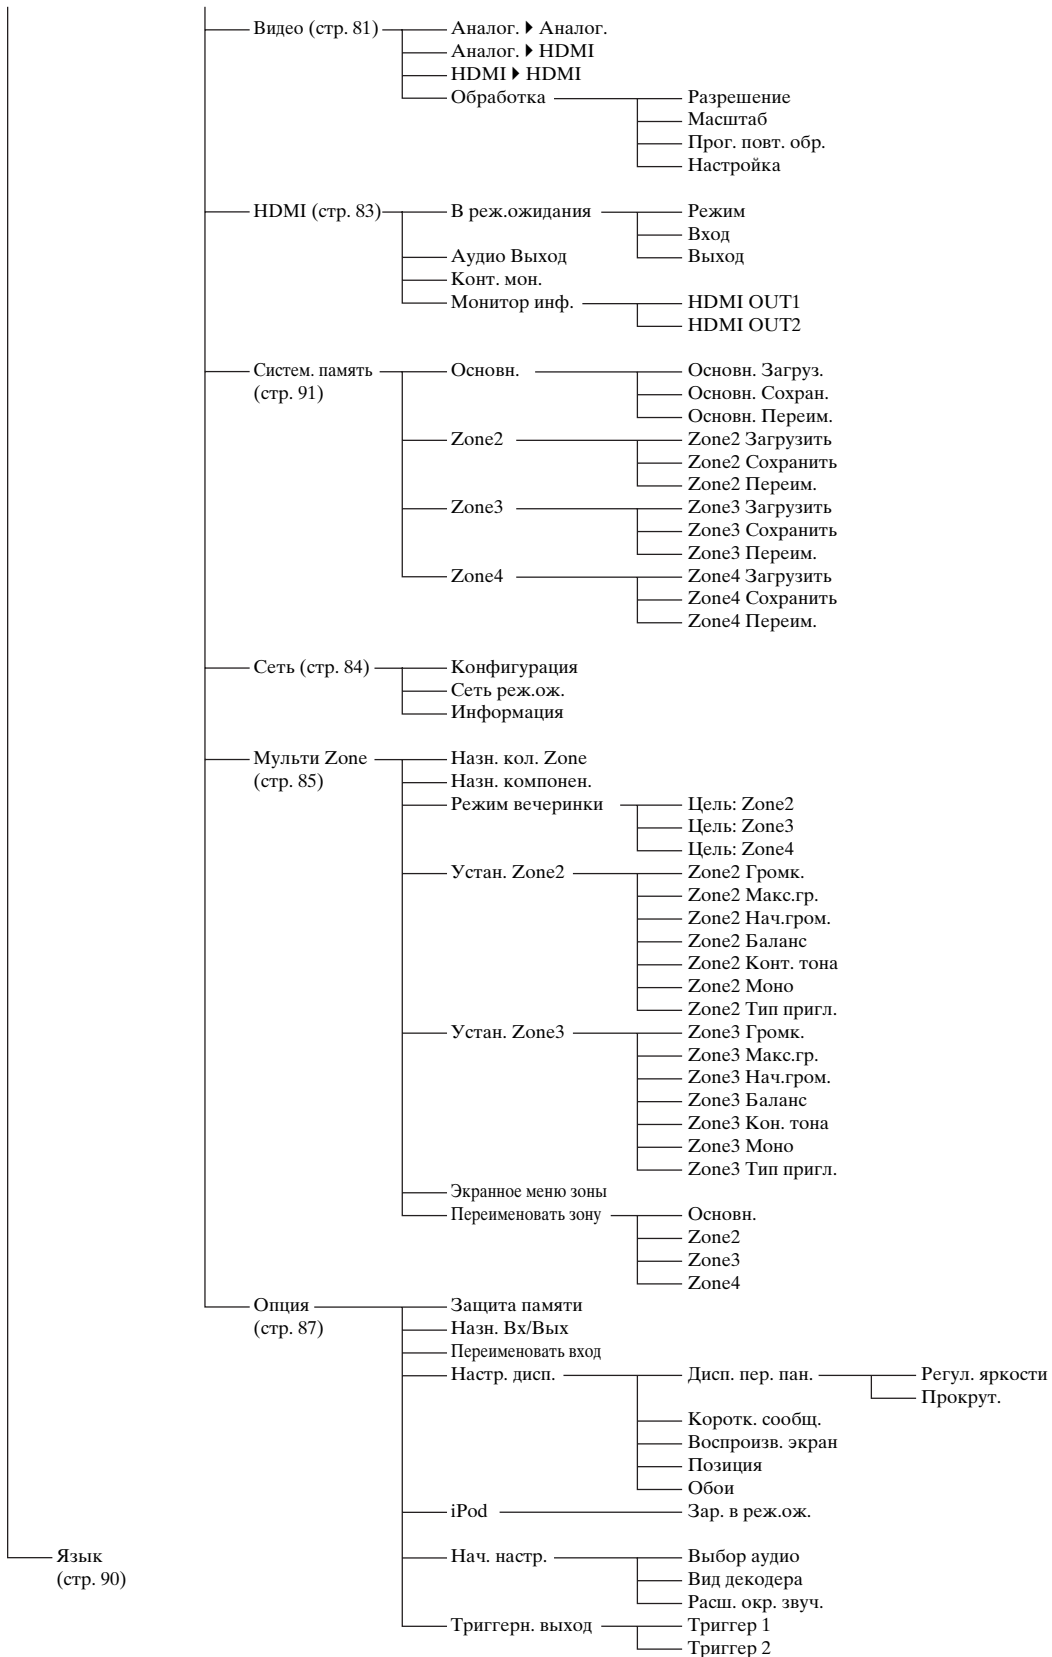 Видео (стр. 81)
Аналог. ▶ Аналог.
Аналог. ▶ HDMI
HDMI ▶ HDMI
Обработка
Разрешение
Масштаб
Прог. повт. обр.
Настройка
HDMI (стр. 83)
В реж.ожидания
Режим
Вход
Выход
Аудио Выход
Конт. мон.
Монитор инф.
HDMI OUT1
HDMI OUT2
Систем. память
(стр. 91)
Основн.
Основн. Загруз.
Основн. Сохран.
Основн. Переим.
Zone2
Zone2 Загрузить
Zone2 Сохранить
Zone2 Переим.
Zone3
Zone3 Загрузить
Zone3 Сохранить
Zone3 Переим.
Zone4
Zone4 Загрузить
Zone4 Сохранить
Zone4 Переим.
Сеть (стр. 84)
Конфигурация
Сеть реж.ож.
Информация
Мульти Zone
(стр. 85)
Назн. кол. Zone
Назн. компонен.
Режим вечеринки
Цель: Zone2
Цель: Zone3
Цель: Zone4
Устан. Zone2
Zone2 Громк.
Zone2 Макс.гр.
Zone2 Нач.гром.
Zone2 Баланс
Zone2 Конт. тона
Zone2 Моно
Zone2 Тип пригл.
Устан. Zone3
Zone3 Громк.
Zone3 Макс.гр.
Zone3 Нач.гром.
Zone3 Баланс
Zone3 Кон. тона
Zone3 Моно
Zone3 Тип пригл.
Экранное меню зоны
Переименовать зону
Основн.
Zone2
Zone3
Zone4
Опция
(стр. 87)
Защита памяти
Назн. Вх/Вых
Переименовать вход
Настр. дисп.
Дисп. пер. пан.
Регул. яркости
Прокрут.
Коротк. сообщ.
Воспроизв. экран
Позиция
Обои
iPod
Зар. в реж.ож.
Нач. настр.
Выбор аудио
Вид декодера
Расш. окр. звуч.
Триггерн. выход
Триггер 1
Триггер 2
Язык
(стр. 90)